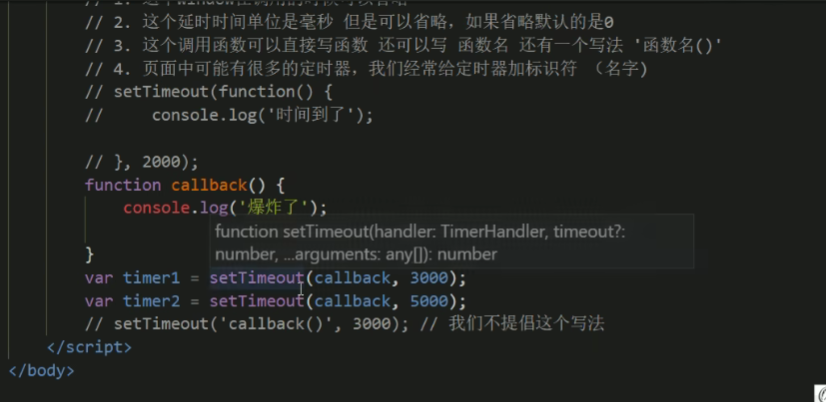 // 2. 这个延时时间单位是毫秒 但是可以省略，如果省略默认的是0
// 3. 这个调用函数可以直接写函数 还可以写 函数名 还有一个写法 '函数名()'
// 4. 页面中可能有很多的定时器，我们经常给定时器加标识符 （名字)
// setTimeout(function() {
//     console.log('时间到了');
// }, 2000);
function callback() {
console.log('爆炸了');
function setTimeout(handler: TimerHandler, timeout?:
number, ...arguments: any[]): number
}
var timer1 = setTimeout(callback, 3000);
var timer2 = setTimeout(callback, 5000);
// setTimeout('callback()', 3000); // 我们不提倡这个写法
</script>
</body>